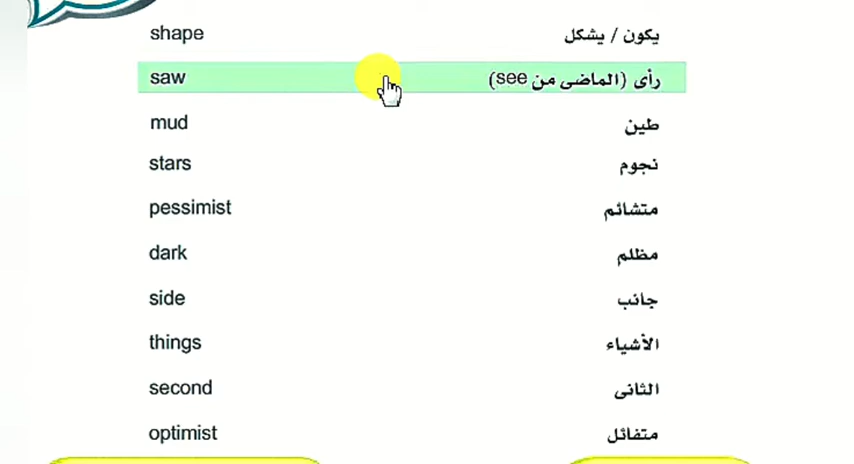 shape يكون / يشكل
saw رأى (الماضى من see)
mud طين
stars نجوم
pessimist متشائم
dark مظلم
side جانب
things الأشياء
second الثانى
optimist متفائل